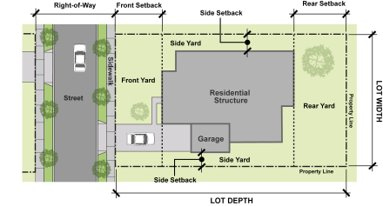 Right-of-Way
Front Setback
Rear Setback
Side Setback
Side Yard
Sidewalk
Front Yard
Street
Residential
Structure
Rear Yard
Garage
Property Line
LOT WIDTH
Side Yard
Side Setback
Property Line
LOT DEPTH